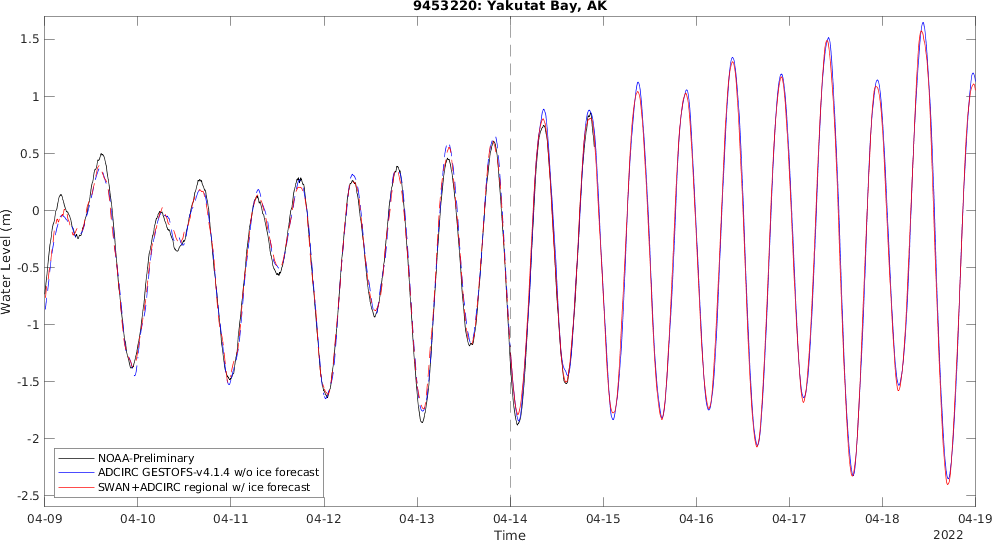 9453220: Yakutat Bay, AK
Water Level (m)
1.5
1
0.5
0
-0.5
-1
-1.5
-2
-2.5
NOAA-Preliminary
ADCIRC GESTOFS-v4.1.4 w/o ice forecast
SWAN+ADCIRC regional w/ ice forecast
04-09 04-10 04-11 04-12 04-13 04-14 04-15 04-16 04-17 04-18 04-19
Time
2022